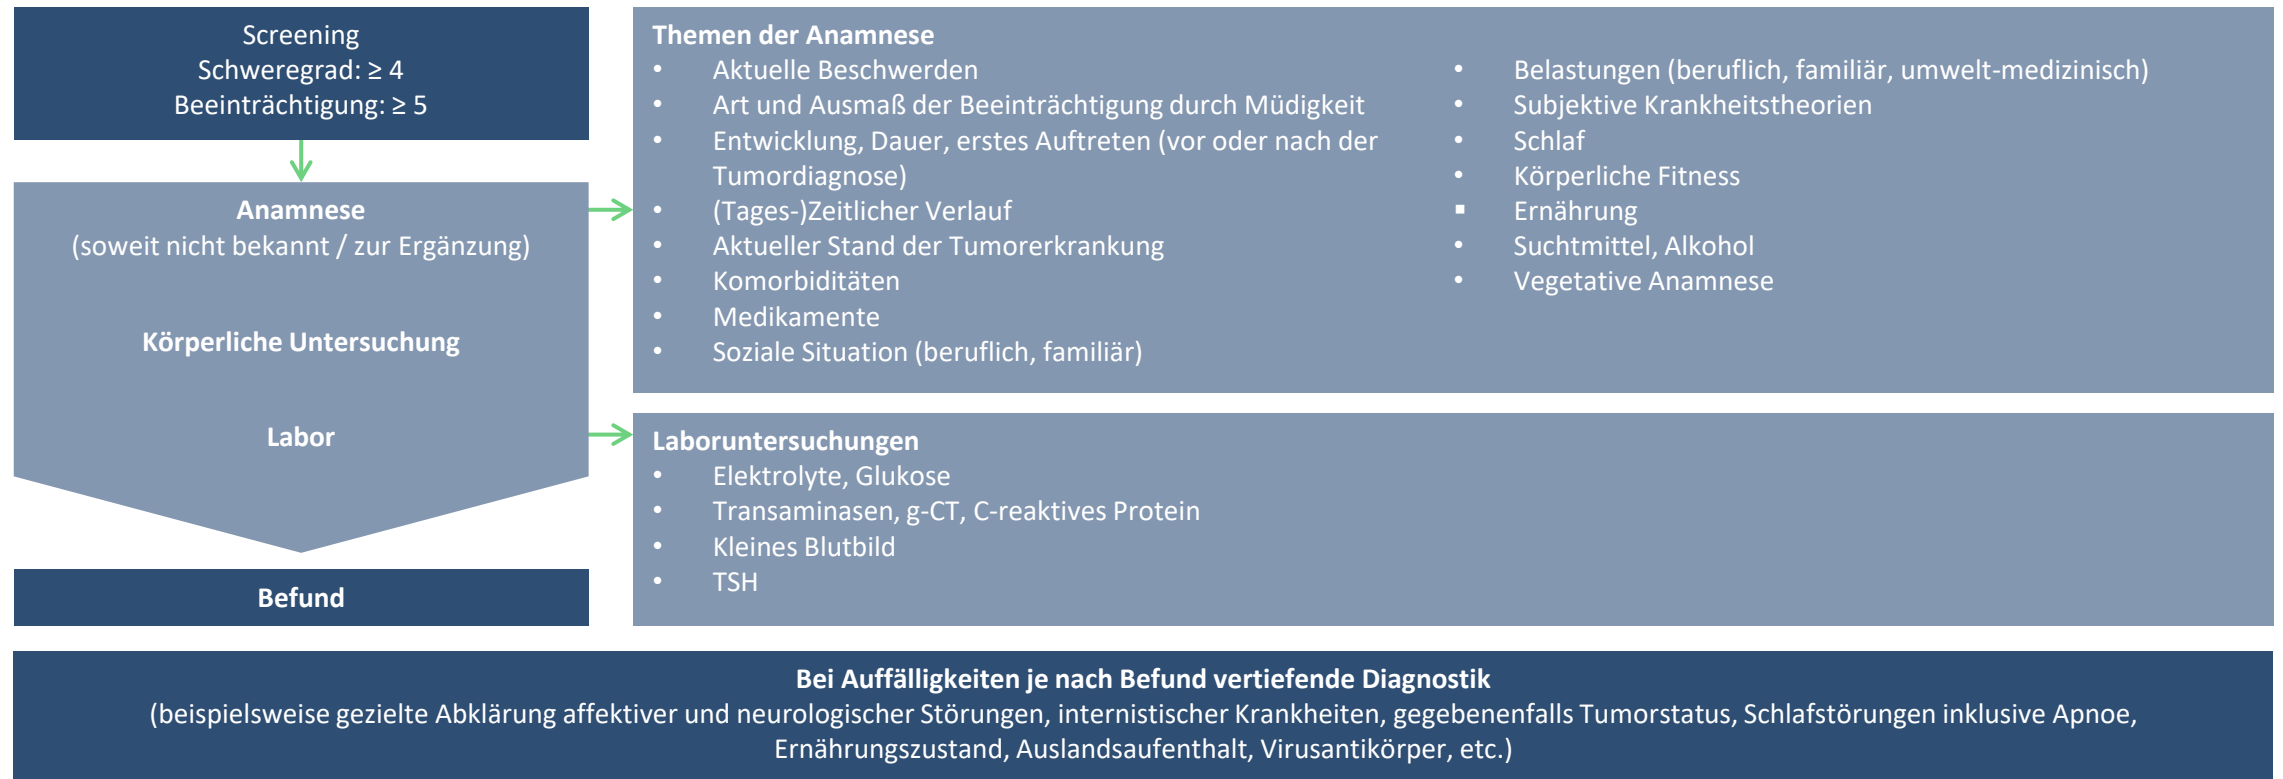 Screening
Schweregrad: ≥ 4
Beeinträchtigung: ≥ 5
Anamnese
(soweit nicht bekannt / zur Ergänzung)
Körperliche Untersuchung
Labor
Befund
Themen der Anamnese
• Aktuelle Beschwerden
• Art und Ausmaß der Beeinträchtigung durch Müdigkeit
• Entwicklung, Dauer, erstes Auftreten (vor oder nach der
Tumordiagnose)
• (Tages-)Zeitlicher Verlauf
• Aktueller Stand der Tumorerkrankung
• Komorbiditäten
• Medikamente
• Soziale Situation (beruflich, familiär)
• Belastungen (beruflich, familiär, umwelt-medizinisch)
• Subjektive Krankheitstheorien
• Schlaf
• Körperliche Fitness
▪ Ernährung
• Suchtmittel, Alkohol
• Vegetative Anamnese
Laboruntersuchungen
• Elektrolyte, Glukose
• Transaminasen, g-CT, C-reaktives Protein
• Kleines Blutbild
• TSH
Bei Auffälligkeiten je nach Befund vertiefende Diagnostik
(beispielsweise gezielte Abklärung affektiver und neurologischer Störungen, internistischer Krankheiten, gegebenenfalls Tumorstatus, Schlafstörungen inklusive Apnoe,
Ernährungszustand, Auslandsaufenthalt, Virusantikörper, etc.)